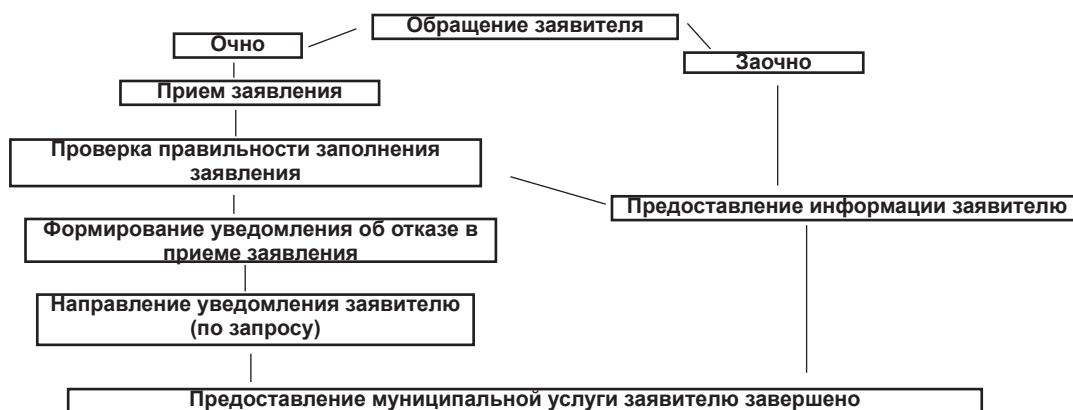 Обращение заявителя
Очно
Заочно
Прием заявления
Проверка правильности заполнения
заявления
Предоставление информации заявителю
Формирование уведомления об отказе в
приеме заявления
Направление уведомления заявителю
(по запросу)
Предоставление муниципальной услуги заявителю завершено